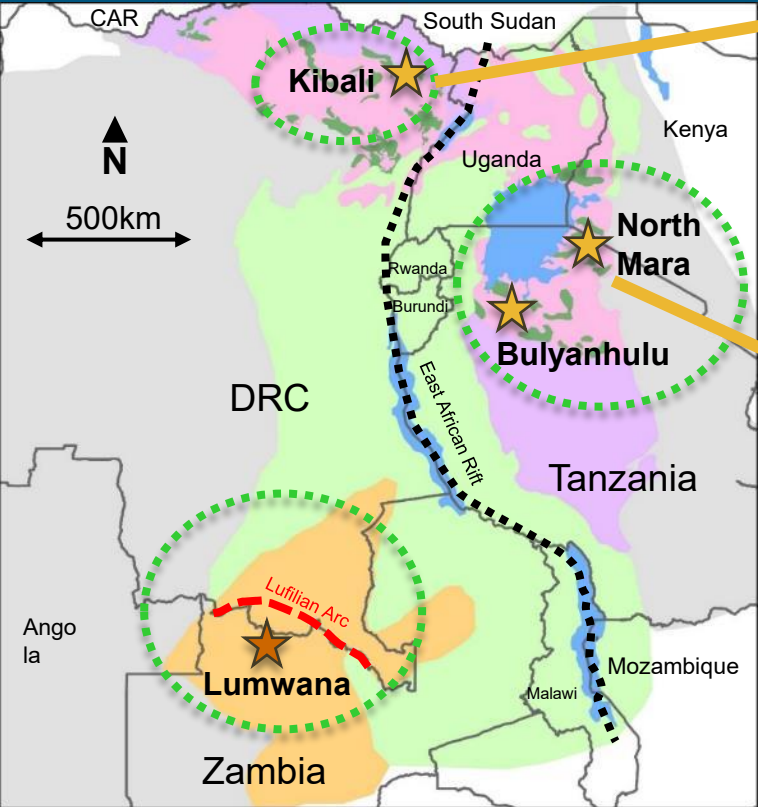 CAR
South Sudan
Kibali
N
Kenya
Uganda
500km
North
Mara
Rwanda
Burundi
Bulyanhulu
DRC
East African Rift
Tanzania
Lufilian Arc
Ango
la
Lumwana
Mozambique
Malawi
Zambia